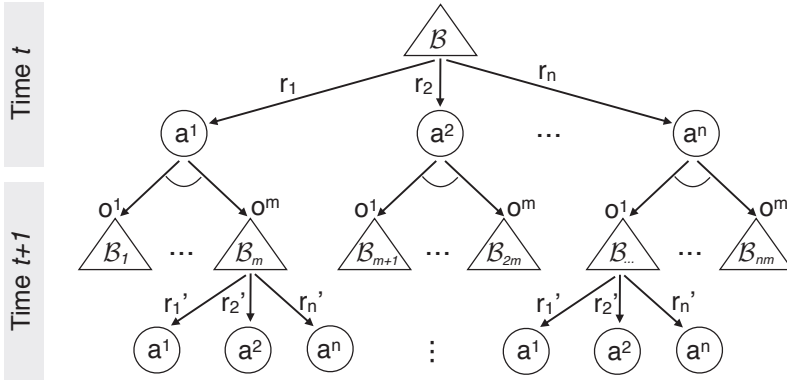 Time t
ℬ
r₁ r₂ rₙ
a¹ a² ... aⁿ
Time t+1
o¹ oᵐ o¹ oᵐ o¹ oᵐ
ℬ₁ ... ℬₘ ℬₘ₊₁ ... ℬ₂ₘ ℬ... ... ℬₙₘ
r₁' r₂' rₙ' r₁' r₂' rₙ'
a¹ a² aⁿ ⋮ a¹ a² aⁿ